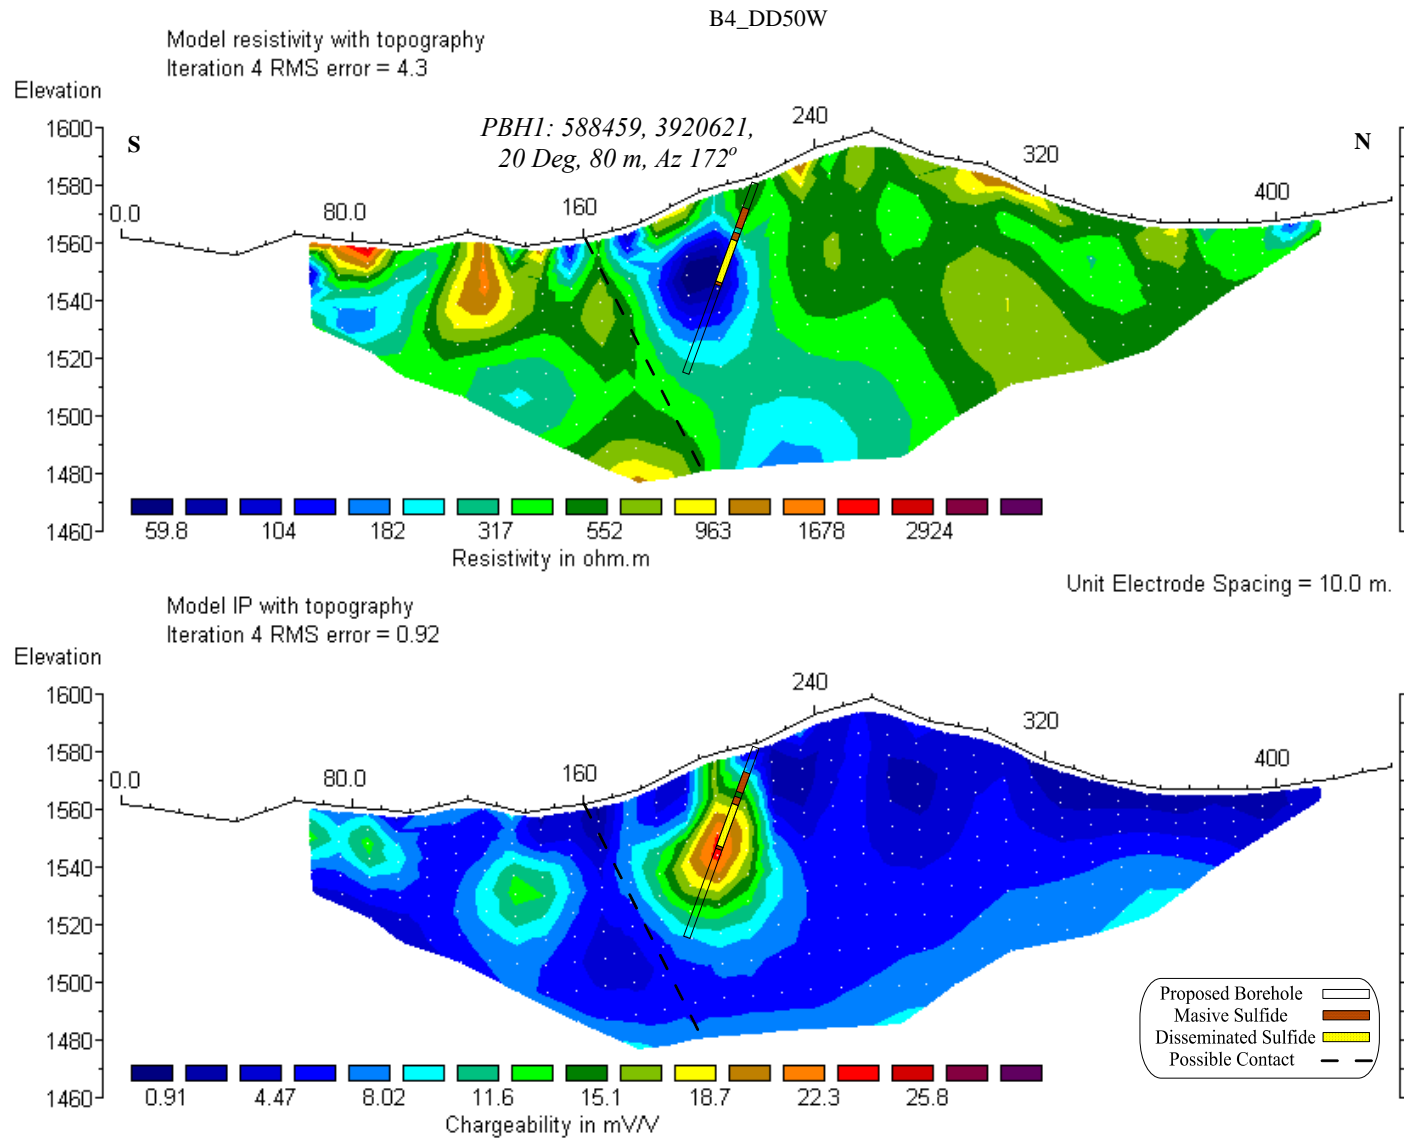 B4_DD50W
Model resistivity with topography
Iteration 4 RMS error = 4.3
Elevation
PBH1: 588459, 3920621,
20 Deg, 80 m, Az 172°
S
N
1600
1580
1560
1540
1520
1500
1480
1460
0.0
80.0
160
240
320
400
59.8 104 182 317 552 963 1678 2924
Resistivity in ohm.m
Unit Electrode Spacing = 10.0 m.
Model IP with topography
Iteration 4 RMS error = 0.92
Elevation
1600
1580
1560
1540
1520
1500
1480
1460
0.0
80.0
160
240
320
400
Proposed Borehole
Masive Sulfide
Disseminated Sulfide
Possible Contact
0.91 4.47 8.02 11.6 15.1 18.7 22.3 25.8
Chargeability in mV/V